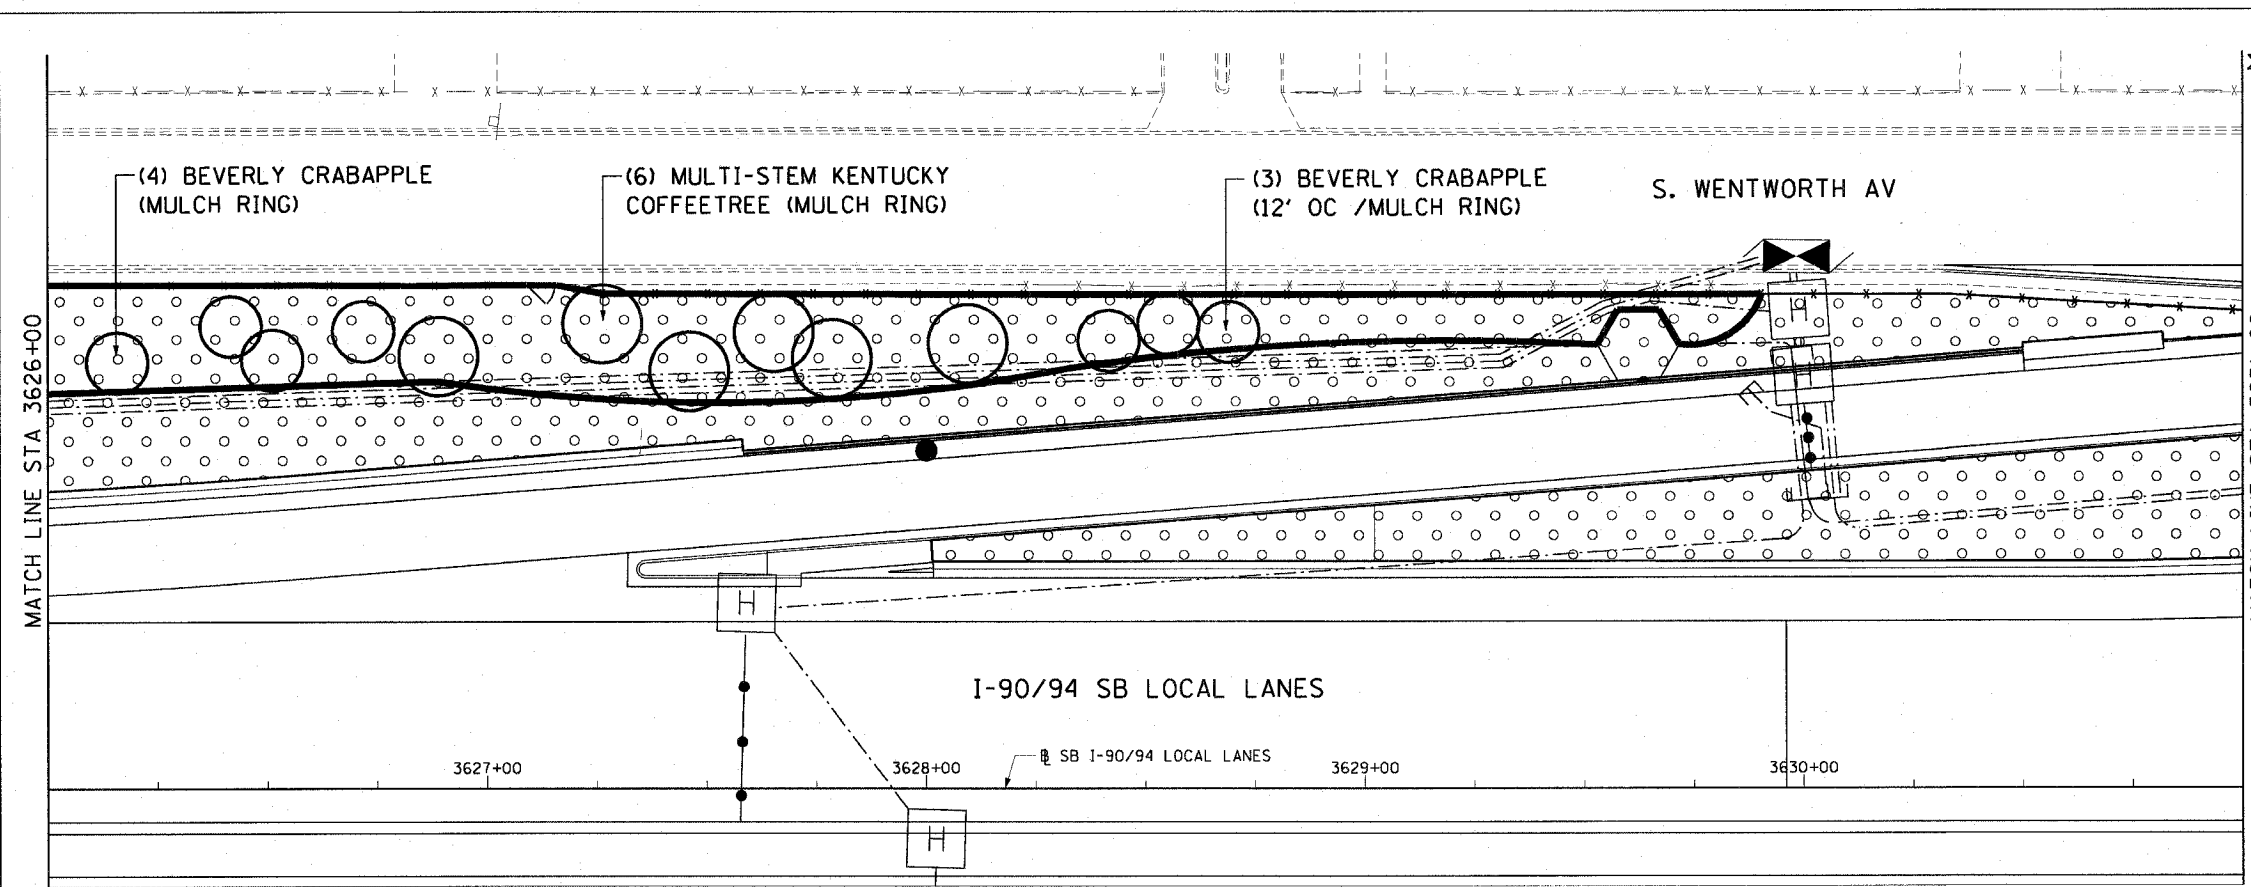 (4) BEVERLY CRABAPPLE
(MULCH RING)
(6) MULTI-STEM KENTUCKY
COFFEETREE (MULCH RING)
(3) BEVERLY CRABAPPLE
(12' OC /MULCH RING)
S. WENTWORTH AV
MATCH LINE STA 3626+00
H
H
H
I-90/94 SB LOCAL LANES
SB I-90/94 LOCAL LANES
3627+00
3628+00
3629+00
3630+00
H